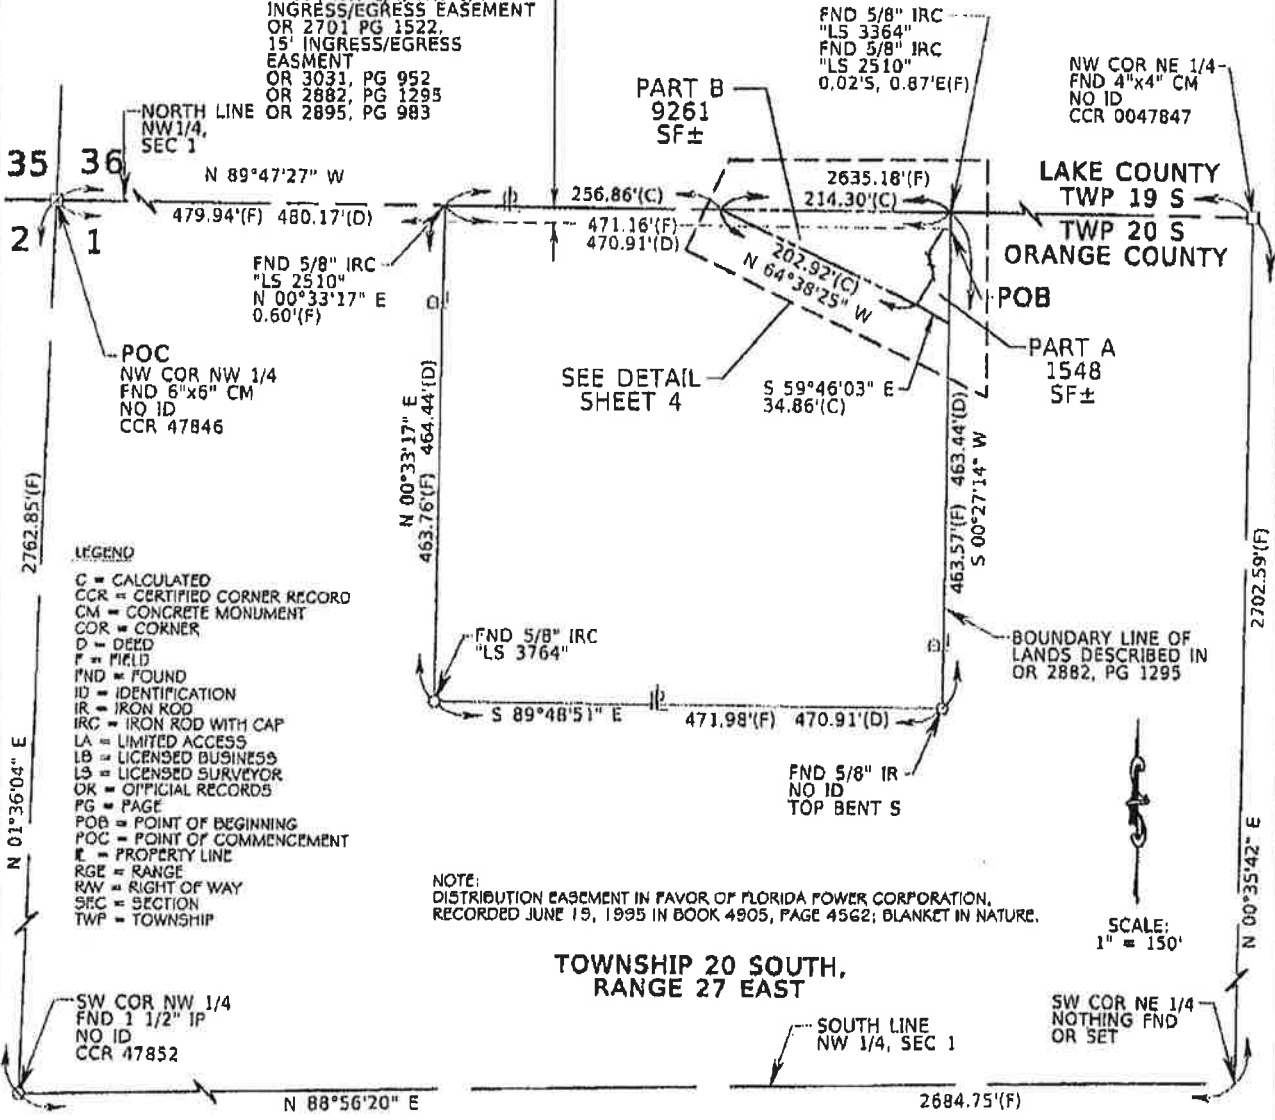 INGRESS/EGRESS EASEMENT
OR 2701 PG 1522,
15' INGRESS/EGRESS
EASMENT
OR 3031, PG 952
OR 2882, PG 1295
OR 2895, PG 983
NORTH LINE
NW1/4,
SEC 1
35 36
2 1
N 89°47'27" W
479.94'(F) 480.17'(D)
FND 5/8" IRC
"LS 3364"
FND 5/8" IRC
"LS 2510"
0.02'S, 0.87'E(F)
PART B
9261
SF±
NW COR NE 1/4
FND 4"x4" CM
NO ID
CCR 0047847
256.86'(C)
2635.18'(F)
214.30'(C)
471.16'(F)
470.91'(D)
LAKE COUNTY
TWP 19 S
TWP 20 S
ORANGE COUNTY
FND 5/8" IRC
"LS 2510"
N 00°33'17" E
0.60'(F)
202.92'(C)
N 64°38'25" W
POB
POC
NW COR NW 1/4
FND 6"x6" CM
NO ID
CCR 47846
SEE DETAIL
SHEET 4
S 59°46'03" E
34.86'(C)
PART A
1548
SF±
N 00°33'17" E
463.76'(F) 464.44'(D)
463.57'(F) 463.44'(D)
S 00°27'14" W
2762.85'(F)
N 01°36'04" E
2702.59'(F)
N 00°35'42" E
LEGEND
C = CALCULATED
CCR = CERTIFIED CORNER RECORD
CM = CONCRETE MONUMENT
COR = CORNER
D = DEED
F = FIELD
FND = FOUND
ID = IDENTIFICATION
IR = IRON ROD
IRC = IRON ROD WITH CAP
LA = LIMITED ACCESS
LB = LICENSED BUSINESS
LS = LICENSED SURVEYOR
OR = OFFICIAL RECORDS
PG = PAGE
POB = POINT OF BEGINNING
POC = POINT OF COMMENCEMENT
PL = PROPERTY LINE
RGE = RANGE
R/W = RIGHT OF WAY
SEC = SECTION
TWP = TOWNSHIP
FND 5/8" IRC
"LS 3764"
S 89°48'51" E
471.98'(F) 470.91'(D)
BOUNDARY LINE OF
LANDS DESCRIBED IN
OR 2882, PG 1295
FND 5/8" IR
NO ID
TOP BENT S
NOTE:
DISTRIBUTION EASEMENT IN FAVOR OF FLORIDA POWER CORPORATION,
RECORDED JUNE 15, 1995 IN BOOK 4905, PAGE 4562; BLANKET IN NATURE.
SCALE:
1" = 150'
TOWNSHIP 20 SOUTH,
RANGE 27 EAST
SW COR NW 1/4
FND 1 1/2" IP
NO ID
CCR 47852
SOUTH LINE
NW 1/4, SEC 1
SW COR NE 1/4
NOTHING FND
OR SET
N 88°56'20" E
2684.75'(F)